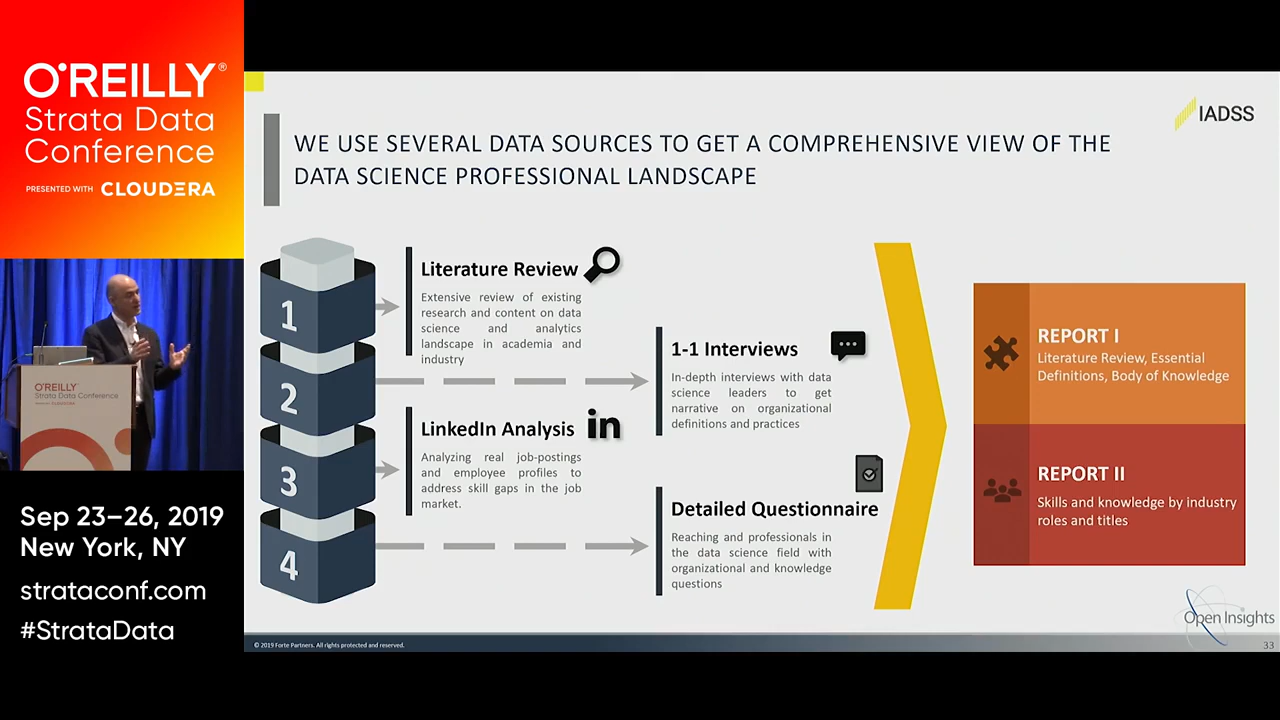 O'REILLY®
Strata Data
Conference
PRESENTED WITH CLOUDERA
O'REILLY®
Strata Data Conference
Sep 23–26, 2019
New York, NY
strataconf.com
#StrataData
IADSS
WE USE SEVERAL DATA SOURCES TO GET A COMPREHENSIVE VIEW OF THE
DATA SCIENCE PROFESSIONAL LANDSCAPE
1
Literature Review
Extensive review of existing
research and content on data
science and analytics
landscape in academia and
industry
2
1-1 Interviews
In-depth interviews with data
science leaders to get
narrative on organizational
definitions and practices
3
LinkedIn Analysis in
Analyzing real job-postings
and employee profiles to
address skill gaps in the job
market.
4
Detailed Questionnaire
Reaching and professionals in
the data science field with
organizational and knowledge
questions
REPORT I
Literature Review, Essential
Definitions, Body of Knowledge
REPORT II
Skills and knowledge by industry
roles and titles
Open Insights
© 2019 Forte Partners. All rights protected and reserved.
33